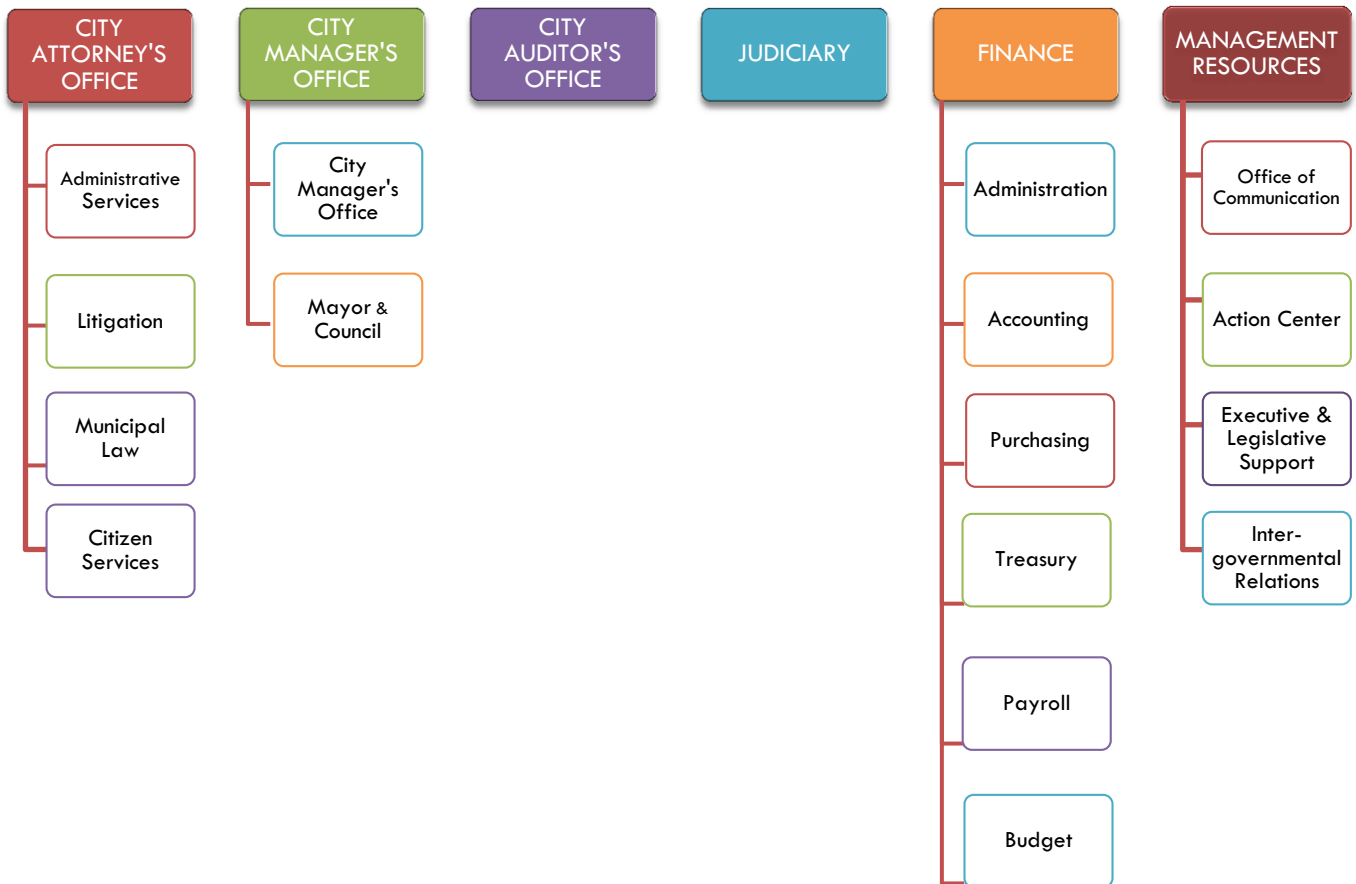 CITY
ATTORNEY'S
OFFICE
Administrative
Services
Litigation
Municipal
Law
Citizen
Services
CITY
MANAGER'S
OFFICE
City
Manager's
Office
Mayor &
Council
CITY
AUDITOR'S
OFFICE
JUDICIARY
FINANCE
Administration
Accounting
Purchasing
Treasury
Payroll
Budget
MANAGEMENT
RESOURCES
Office of
Communication
Action Center
Executive &
Legislative
Support
Inter-
governmental
Relations